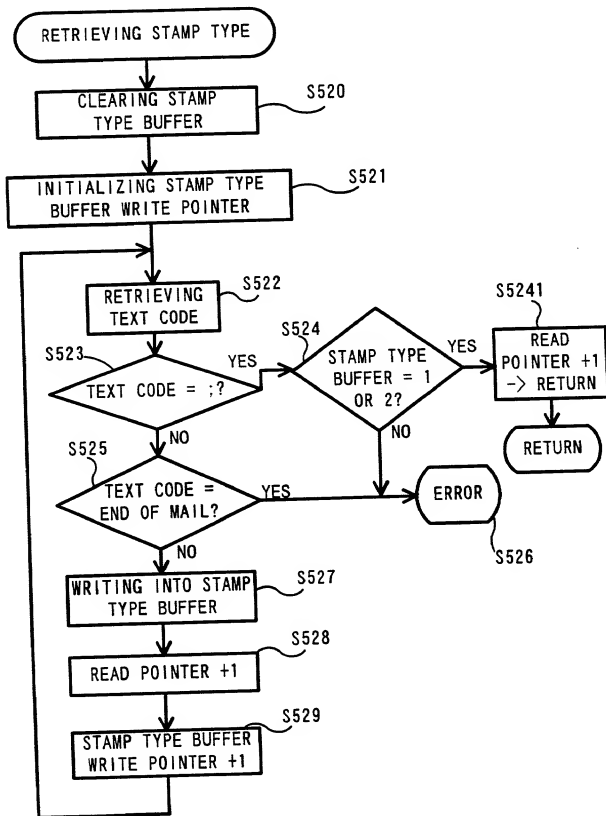 RETRIEVING STAMP TYPE
S520
CLEARING STAMP
TYPE BUFFER
S521
INITIALIZING STAMP TYPE
BUFFER WRITE POINTER
S522
RETRIEVING
TEXT CODE
S523
TEXT CODE = ;?
YES
NO
S524
STAMP TYPE
BUFFER = 1
OR 2?
YES
NO
S5241
READ
POINTER +1
-> RETURN
RETURN
S525
TEXT CODE =
END OF MAIL?
YES
NO
ERROR
S526
S527
WRITING INTO STAMP
TYPE BUFFER
S528
READ POINTER +1
S529
STAMP TYPE BUFFER
WRITE POINTER +1